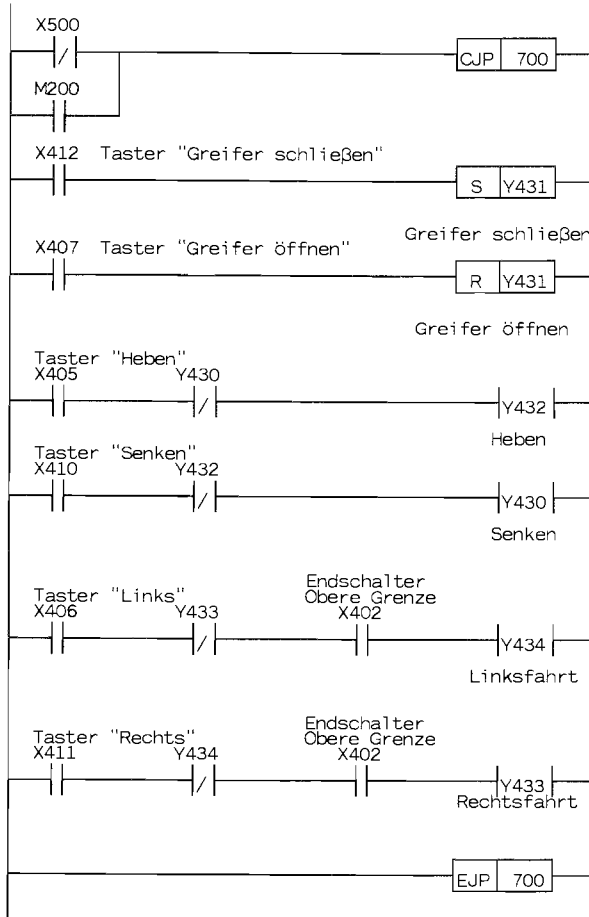 X500
CJP 700
M200
X412 Taster "Greifer schließen"
S Y431
Greifer schließen
X407 Taster "Greifer öffnen"
R Y431
Greifer öffnen
Taster "Heben"
X405 Y430
Y432
Heben
Taster "Senken"
X410 Y432
Y430
Senken
Endschalter
Taster "Links" Obere Grenze
X406 Y433 X402
Y434
Linksfahrt
Endschalter
Taster "Rechts" Obere Grenze
X411 Y434 X402
Y433
Rechtsfahrt
EJP 700